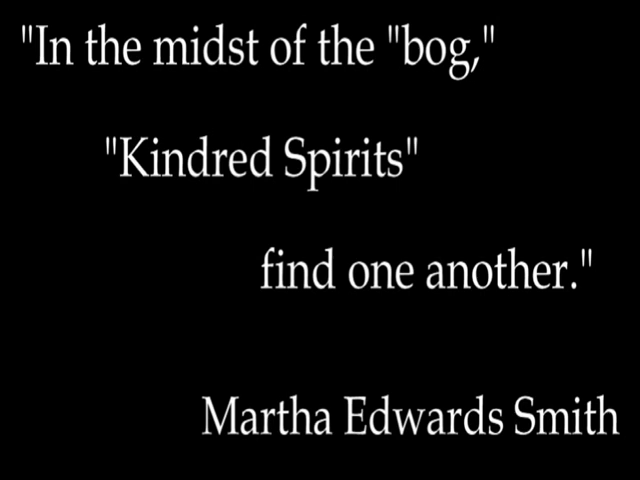 "In the midst of the "bog,"
"Kindred Spirits"
find one another."
Martha Edwards Smith